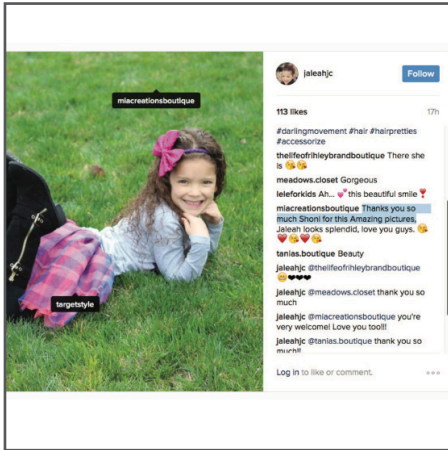 miacreationsboutique
targetstyle
jaleahjc
Follow
113 likes 17h
#darlingmovement #hair #hairpretties
#accessorize
thelifeofrihleybrandboutique There she
is 😘😘
meadows.closet Gorgeous
leleforkids Ah... 💕 this beautiful smile ❣
miacreationsboutique Thanks you so
much Shoni for this Amazing pictures,
Jaleah looks splendid, love you guys. 😘
❤😘❤😘
tanias.boutique Beauty
jaleahjc @thelifeofrihleybrandboutique
😊❤❤❤
jaleahjc @meadows.closet thank you so
much
jaleahjc @miacreationsboutique you're
very welcome! Love you too!!!
jaleahjc @tanias.boutique thank you so
much!!
Log in to like or comment.